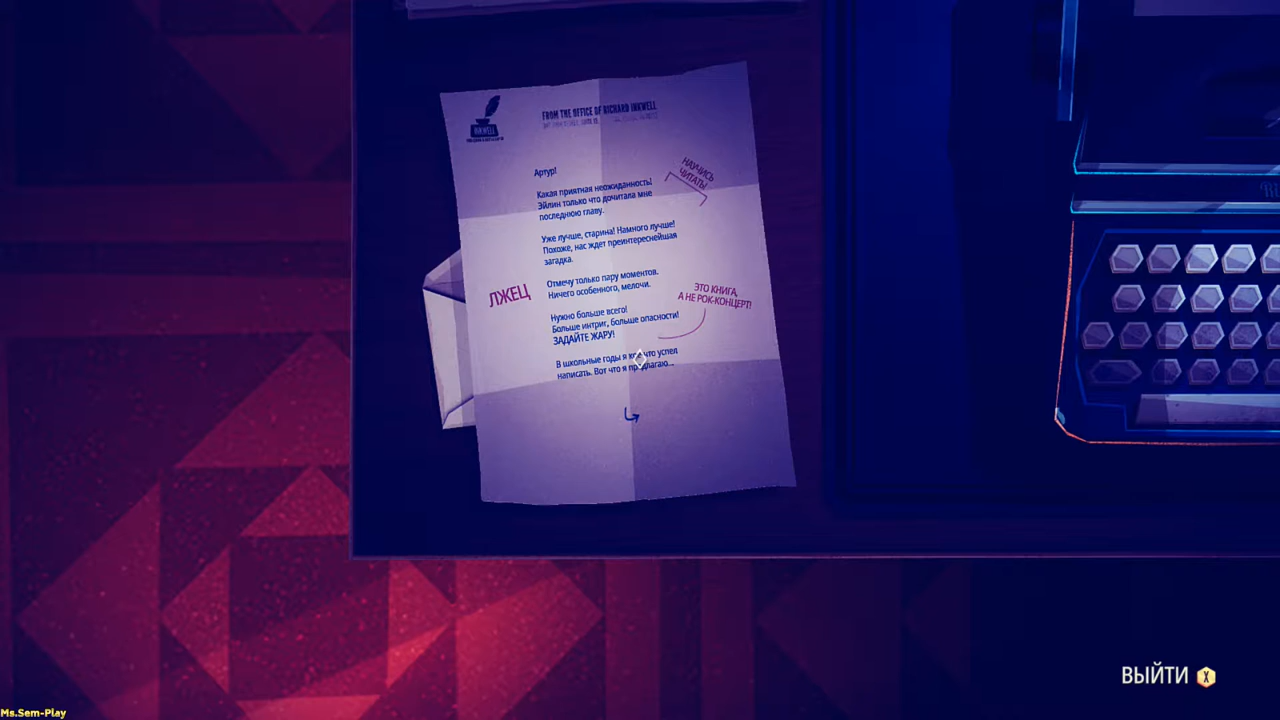 FROM THE OFFICE OF RICHARD INKWELL
INKWELL
Артур!
НАУЧИСЬ
ЧИТАТЬ!
Какая приятная неожиданность!
Эйлин только что дочитала мне
последнюю главу.
Уже лучше, старина! Намного лучше!
Похоже, нас ждет преинтереснейшая
загадка.
Отмечу только пару моментов.
Ничего особенного, мелочи.
ЛЖЕЦ
ЭТО КНИГА,
А НЕ РОК-КОНЦЕРТ!
Нужно больше всего!
Больше интриг, больше опасности!
ЗАДАЙТЕ ЖАРУ!
В школьные годы я кое-что успел
написать. Вот что я предлагаю...
ВЫЙТИ X
Ms.Sem-Play